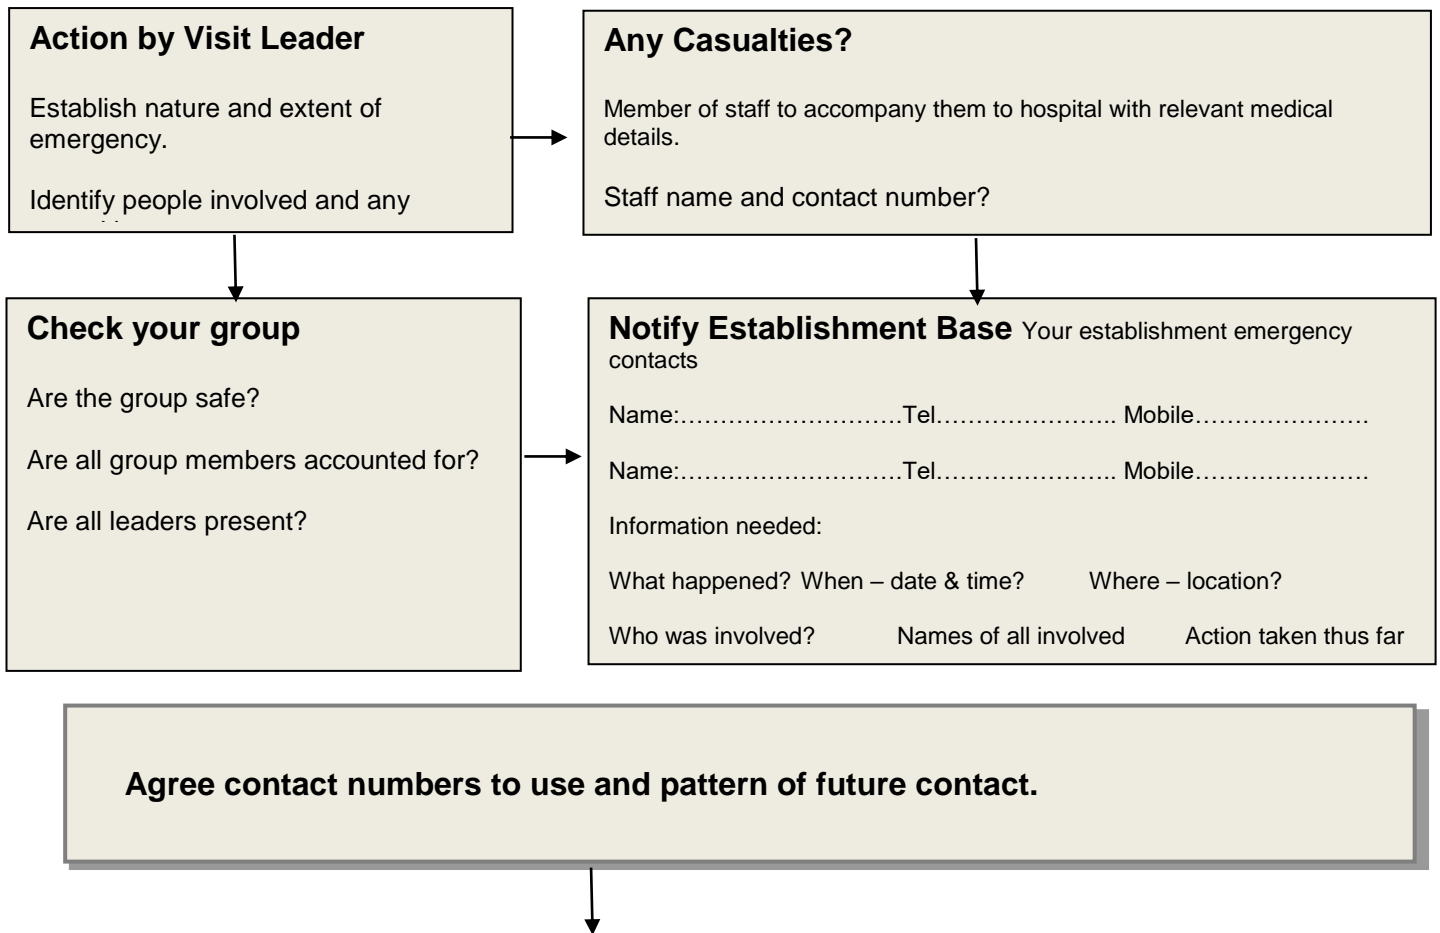 Action by Visit Leader
Establish nature and extent of
emergency.
Identify people involved and any
Any Casualties?
Member of staff to accompany them to hospital with relevant medical
details.
Staff name and contact number?
Check your group
Are the group safe?
Are all group members accounted for?
Are all leaders present?
Notify Establishment Base Your establishment emergency
contacts
Name:……………………….Tel………………….. Mobile………………….
Name:……………………….Tel………………….. Mobile………………….
Information needed:
What happened? When – date & time? Where – location?
Who was involved? Names of all involved Action taken thus far
Agree contact numbers to use and pattern of future contact.